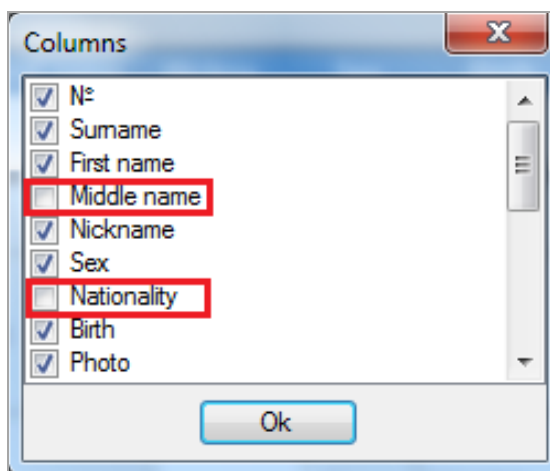 Columns
№
Surname
First name
Middle name
Nickname
Sex
Nationality
Birth
Photo
Ok